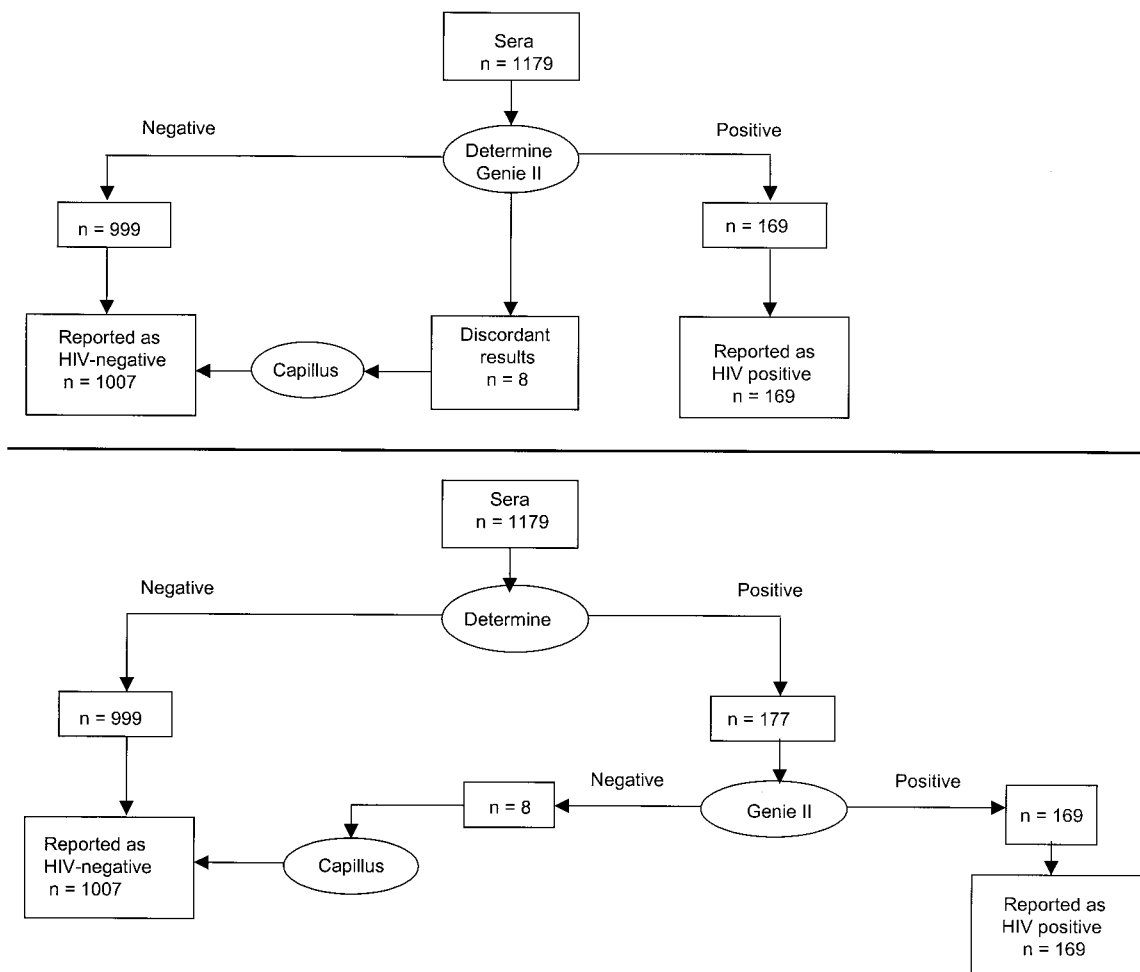 Sera
n = 1179
Negative
Positive
Determine
Genie II
n = 999
n = 169
Reported as
HIV-negative
n = 1007
Capillus
Discordant
results
n = 8
Reported as
HIV positive
n = 169
Sera
n = 1179
Negative
Positive
Determine
n = 999
n = 177
Negative
Positive
n = 8
Genie II
n = 169
Reported as
HIV-negative
n = 1007
Capillus
Reported as
HIV positive
n = 169